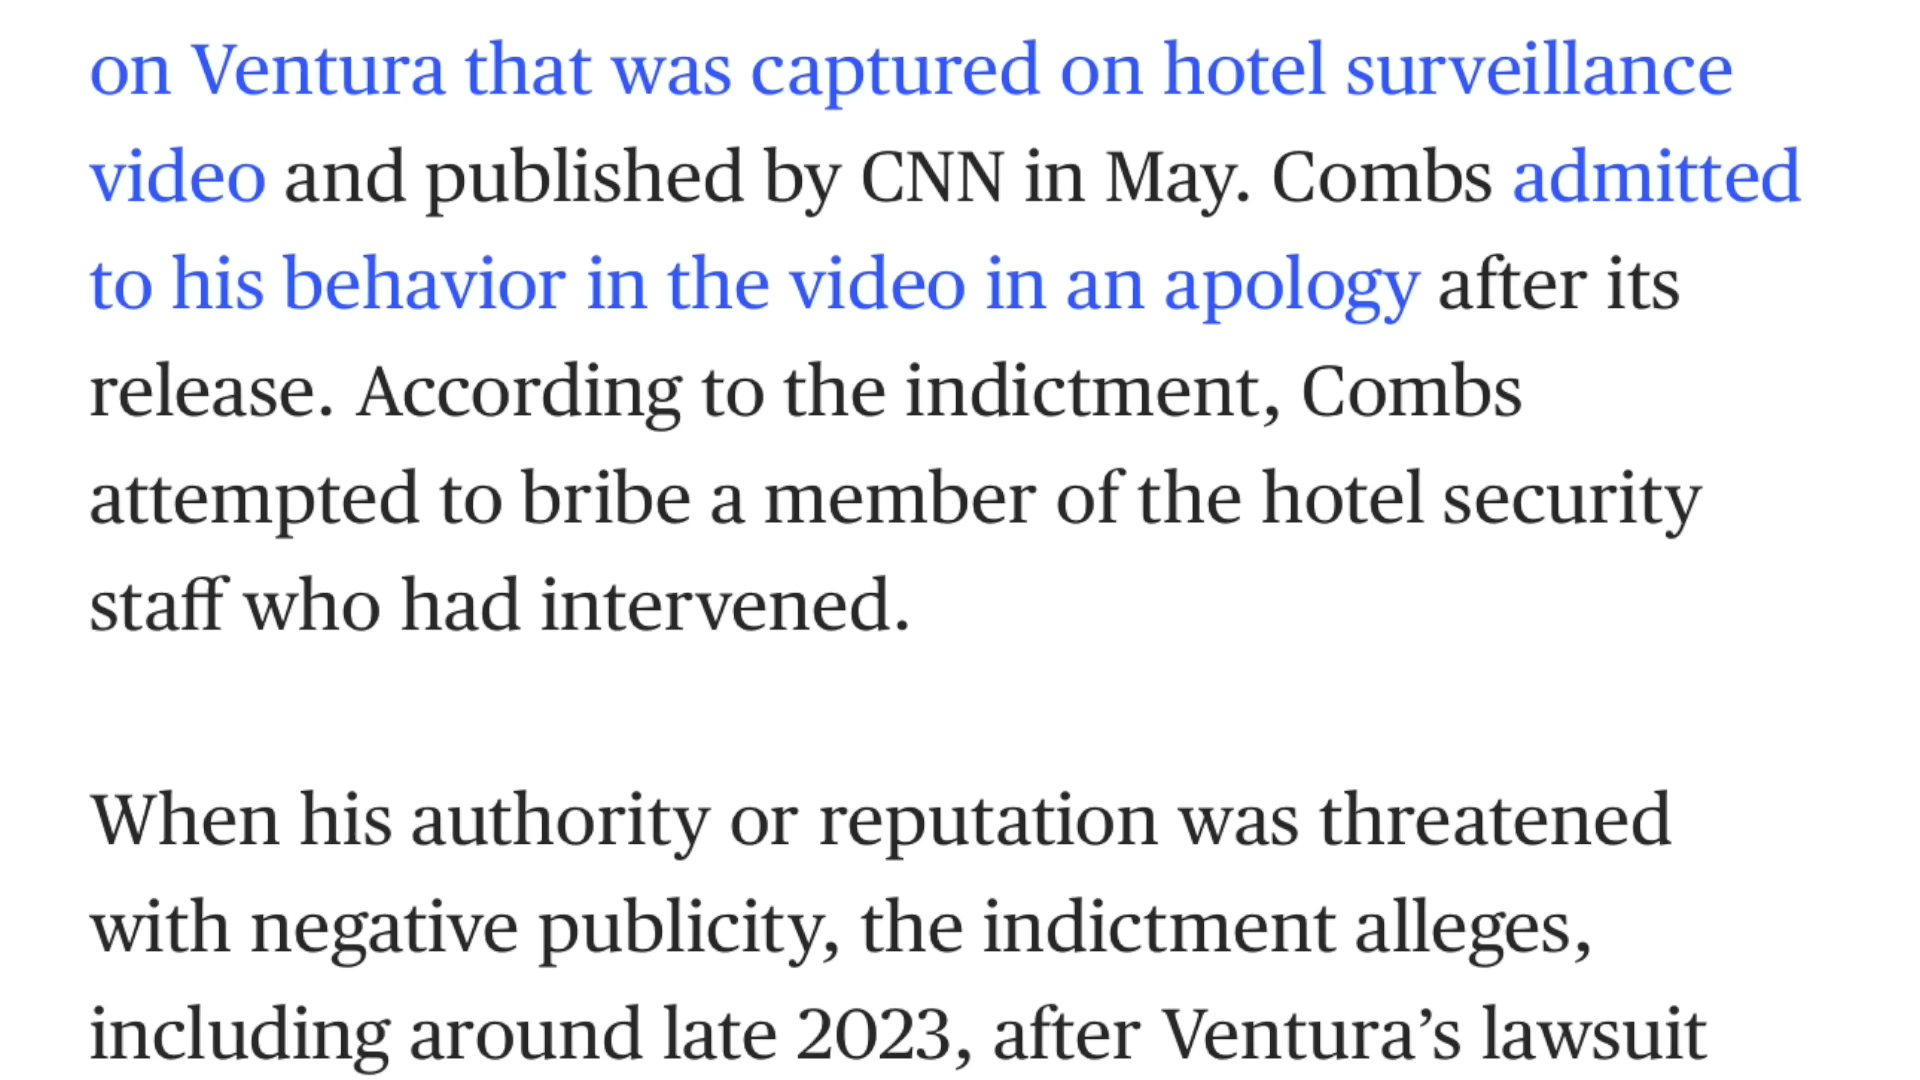 on Ventura that was captured on hotel surveillance
video and published by CNN in May. Combs admitted
to his behavior in the video in an apology after its
release. According to the indictment, Combs
attempted to bribe a member of the hotel security
staff who had intervened.
When his authority or reputation was threatened
with negative publicity, the indictment alleges,
including around late 2023, after Ventura’s lawsuit